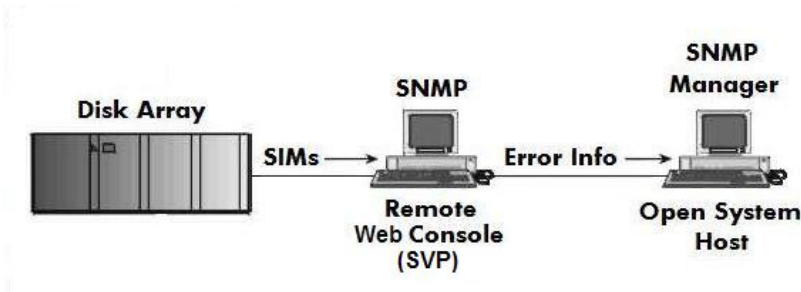 Disk Array
SIMs
SNMP
Remote
Web Console
(SVP)
Error Info
SNMP
Manager
Open System
Host